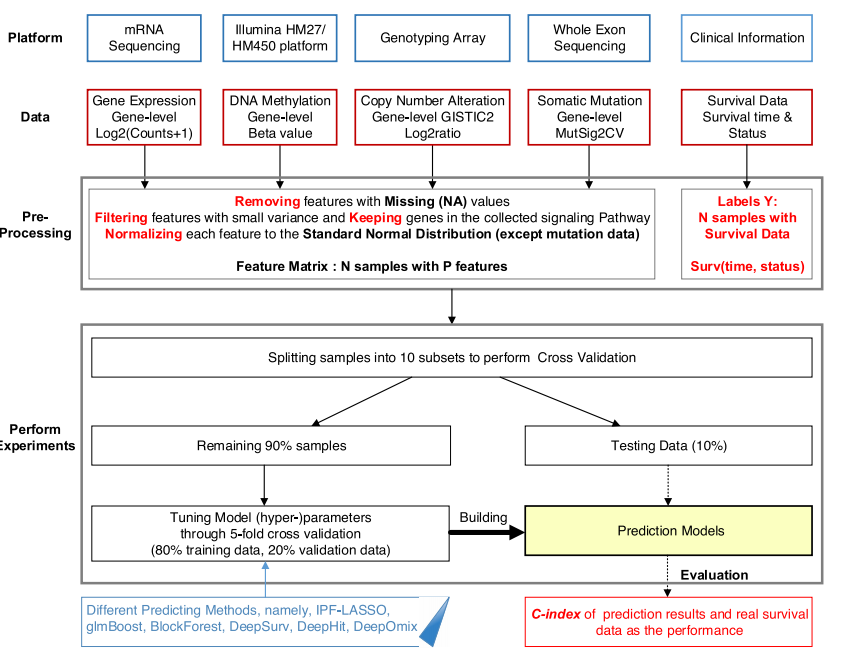 Platform
mRNA
Sequencing
Illumina HM27/
HM450 platform
Genotyping Array
Whole Exon
Sequencing
Clinical Information
Data
Gene Expression
Gene-level
Log2(Counts+1)
DNA Methylation
Gene-level
Beta value
Copy Number Alteration
Gene-level GISTIC2
Log2ratio
Somatic Mutation
Gene-level
MutSig2CV
Survival Data
Survival time &
Status
Pre-
Processing
Removing features with Missing (NA) values
Filtering features with small variance and Keeping genes in the collected signaling Pathway
Normalizing each feature to the Standard Normal Distribution (except mutation data)
Feature Matrix : N samples with P features
Labels Y:
N samples with
Survival Data
Surv(time, status)
Perform
Experiments
Splitting samples into 10 subsets to perform Cross Validation
Remaining 90% samples
Testing Data (10%)
Tuning Model (hyper-)parameters
through 5-fold cross validation
(80% training data, 20% validation data)
Building
Prediction Models
Evaluation
Different Predicting Methods, namely, IPF-LASSO,
glmBoost, BlockForest, DeepSurv, DeepHit, DeepOmix
C-index of prediction results and real survival
data as the performance